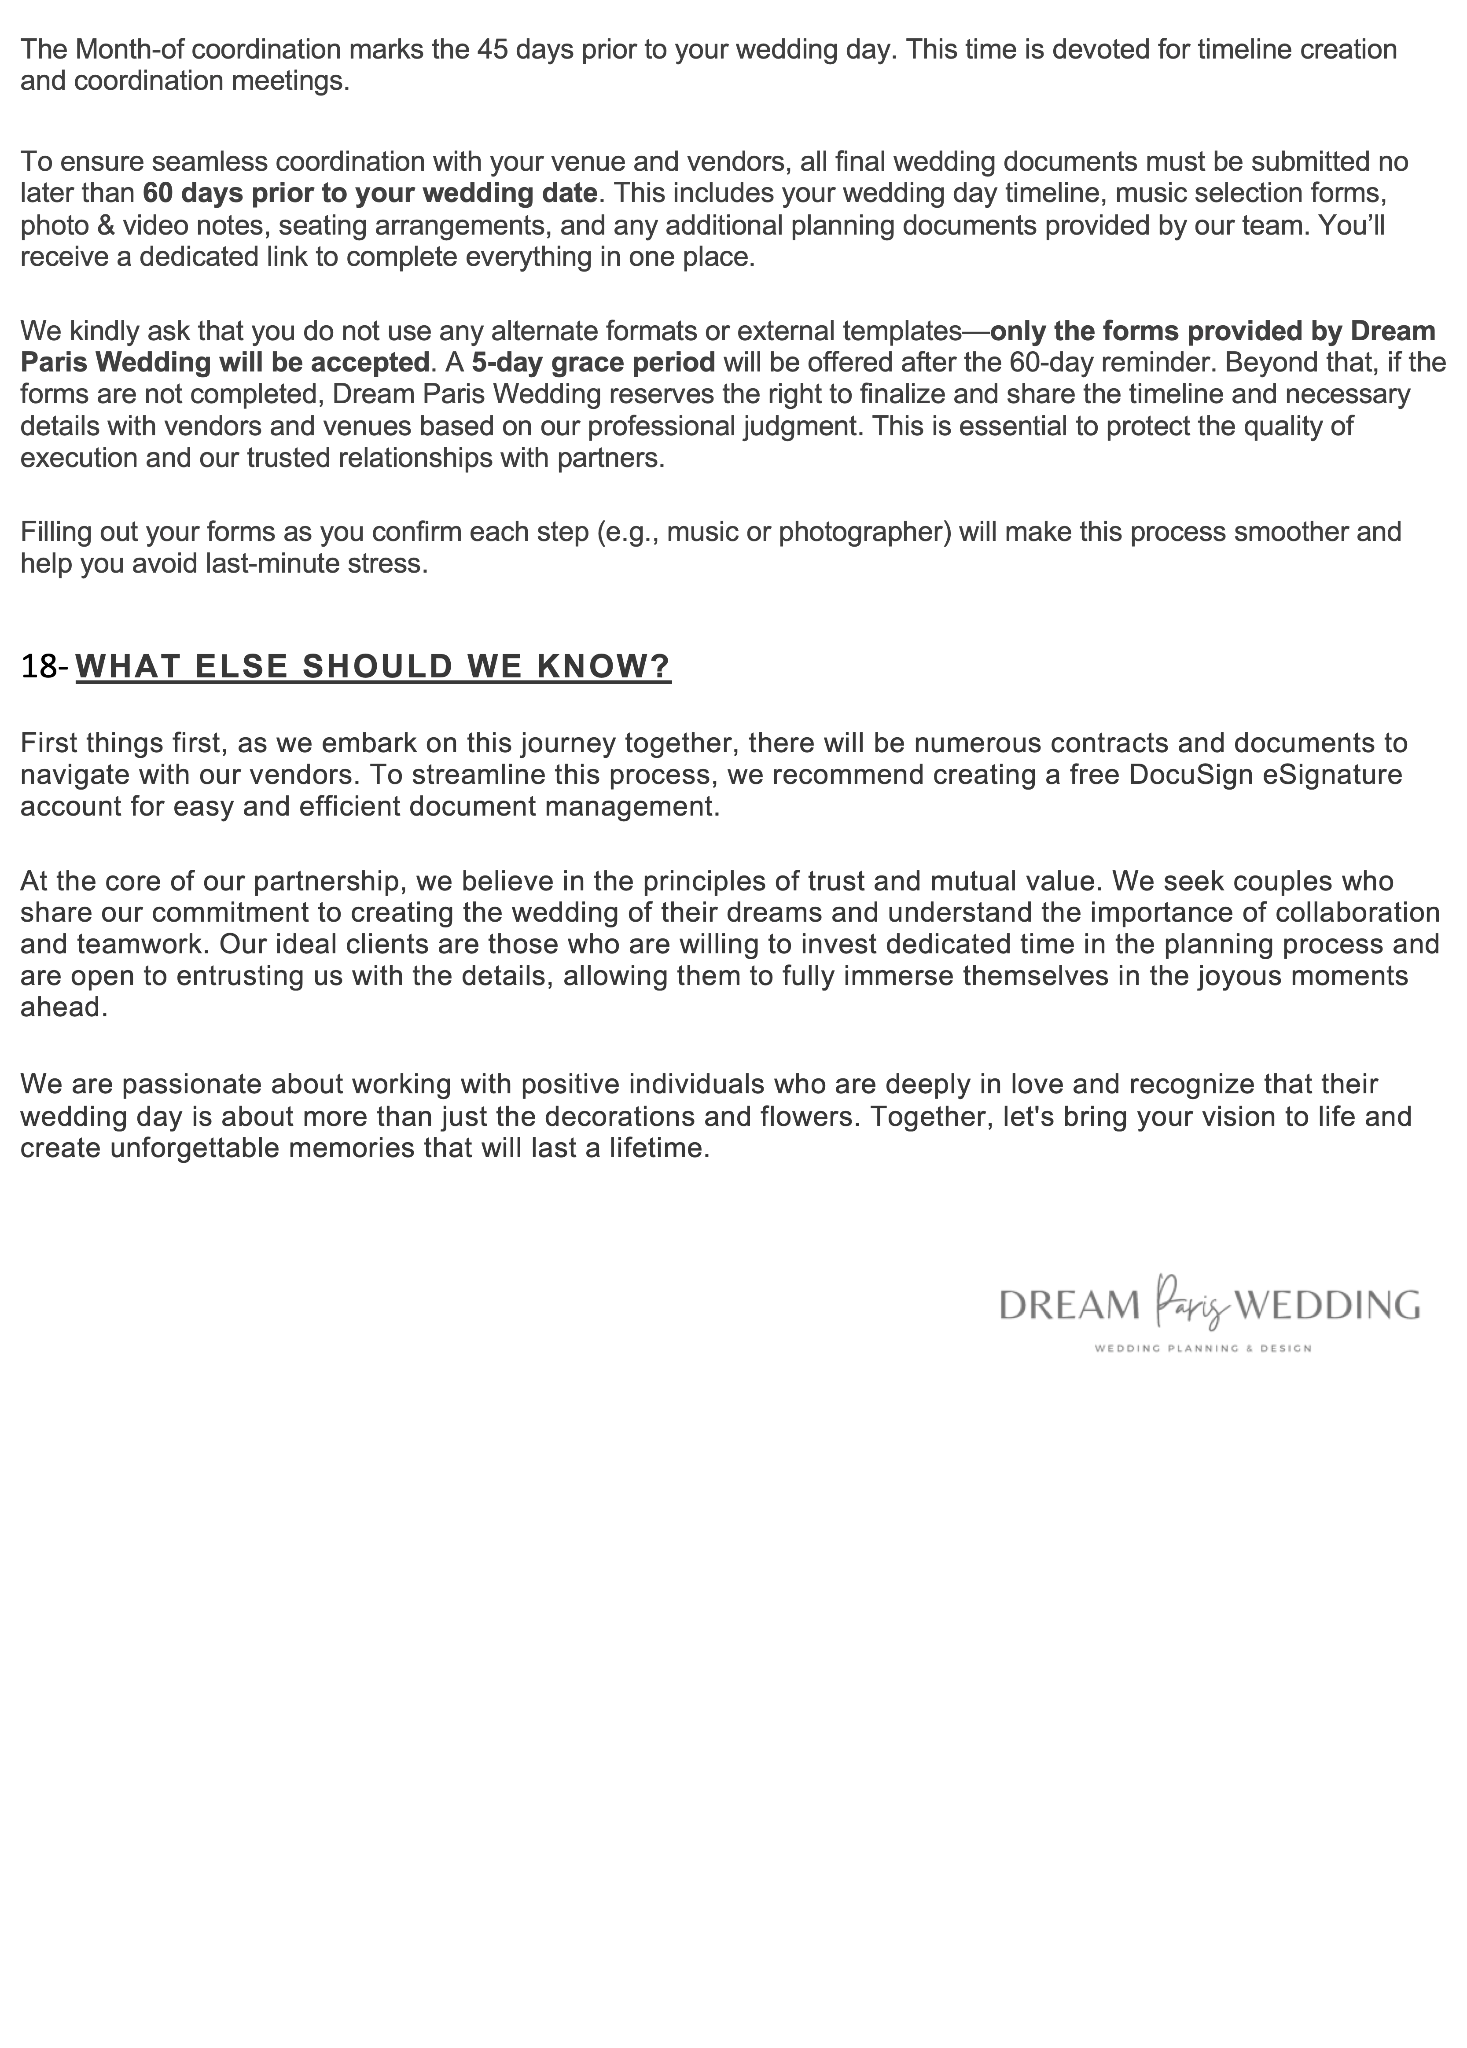 The Month-of coordination marks the 45 days prior to your wedding day. This time is devoted for timeline creation
and coordination meetings.
To ensure seamless coordination with your venue and vendors, all final wedding documents must be submitted no
later than 60 days prior to your wedding date. This includes your wedding day timeline, music selection forms,
photo & video notes, seating arrangements, and any additional planning documents provided by our team. You’ll
receive a dedicated link to complete everything in one place.
We kindly ask that you do not use any alternate formats or external templates—only the forms provided by Dream
Paris Wedding will be accepted. A 5-day grace period will be offered after the 60-day reminder. Beyond that, if the
forms are not completed, Dream Paris Wedding reserves the right to finalize and share the timeline and necessary
details with vendors and venues based on our professional judgment. This is essential to protect the quality of
execution and our trusted relationships with partners.
Filling out your forms as you confirm each step (e.g., music or photographer) will make this process smoother and
help you avoid last-minute stress.
18- WHAT ELSE SHOULD WE KNOW?
First things first, as we embark on this journey together, there will be numerous contracts and documents to
navigate with our vendors. To streamline this process, we recommend creating a free DocuSign eSignature
account for easy and efficient document management.
At the core of our partnership, we believe in the principles of trust and mutual value. We seek couples who
share our commitment to creating the wedding of their dreams and understand the importance of collaboration
and teamwork. Our ideal clients are those who are willing to invest dedicated time in the planning process and
are open to entrusting us with the details, allowing them to fully immerse themselves in the joyous moments
ahead.
We are passionate about working with positive individuals who are deeply in love and recognize that their
wedding day is about more than just the decorations and flowers. Together, let's bring your vision to life and
create unforgettable memories that will last a lifetime.
DREAM Paris WEDDING
WEDDING PLANNING & DESIGN